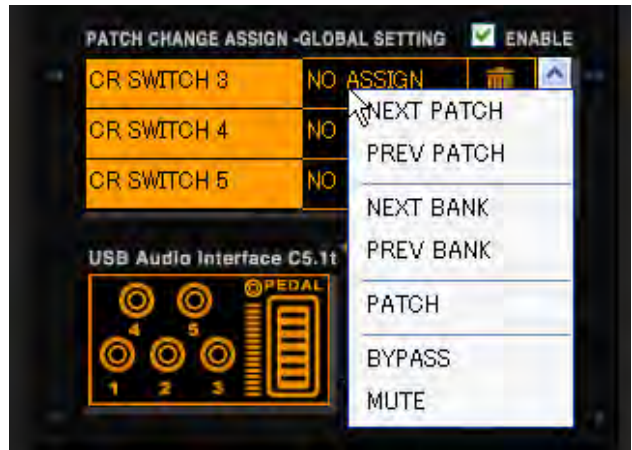 PATCH CHANGE ASSIGN -GLOBAL SETTING ENABLE
CR SWITCH 3 NO ASSIGN
CR SWITCH 4 NO
CR SWITCH 5 NO
NEXT PATCH
PREV PATCH
NEXT BANK
PREV BANK
PATCH
BYPASS
MUTE
USB Audio Interface C5.1t
PEDAL
4 5
1 2 3